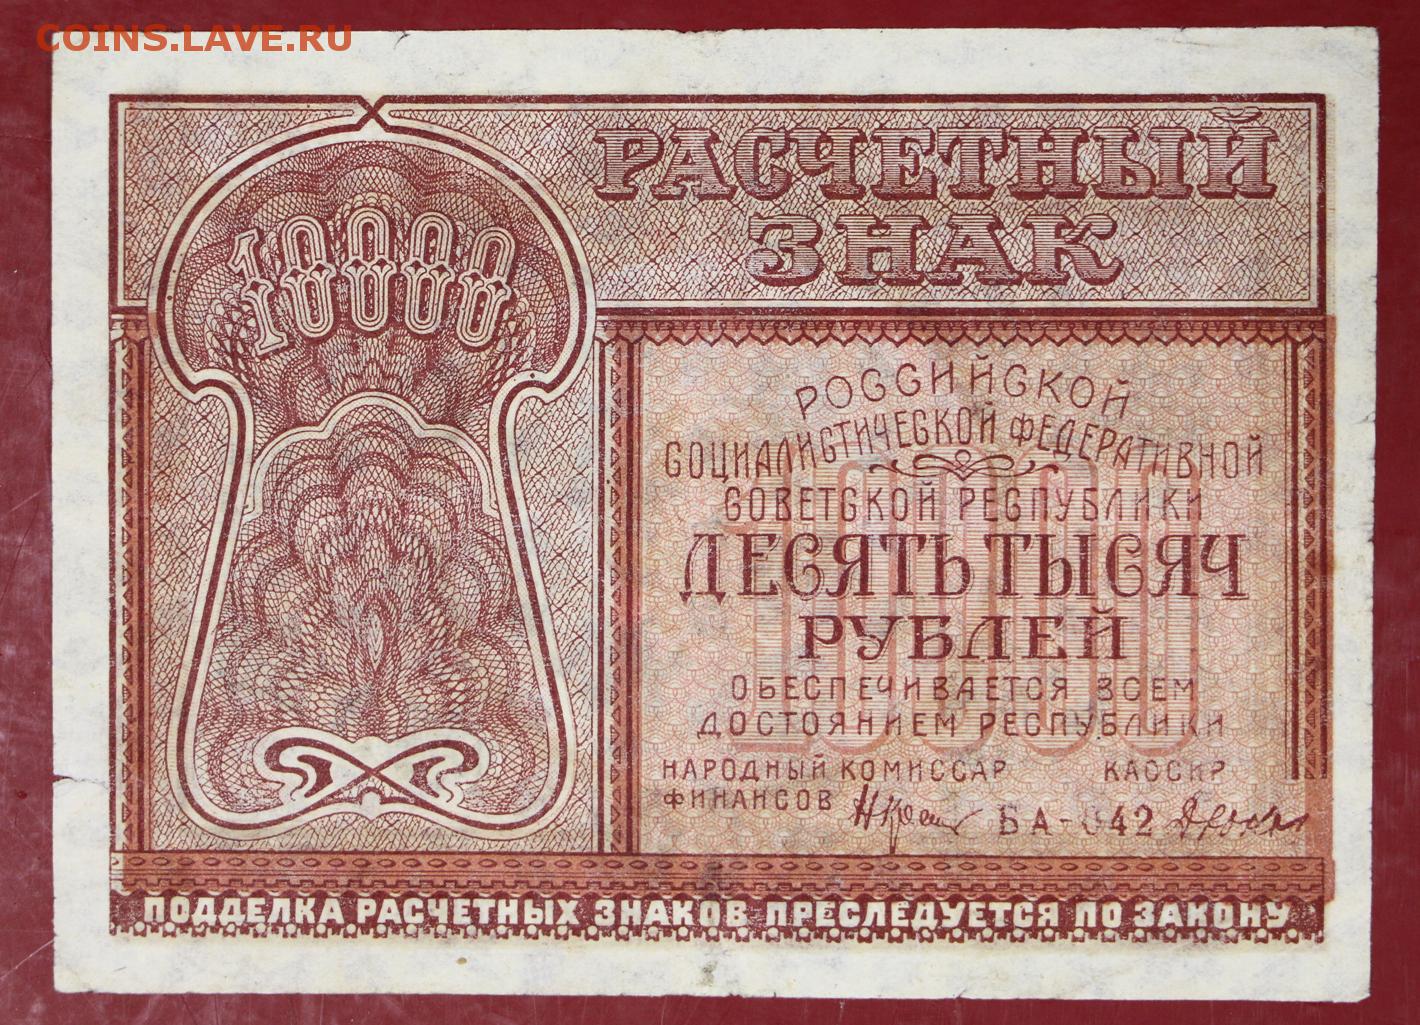 COINS.LAVE.RU
РАСЧЕТНЫЙ
ЗНАК
10000
РОССИЙСКОЙ
СОЦИАЛИСТИЧЕСКОЙ ФЕДЕРАТИВНОЙ
СОВЕТСКОЙ РЕСПУБЛИКИ
10000
ДЕСЯТЬ ТЫСЯЧ
РУБЛЕЙ
ОБЕСПЕЧИВАЕТСЯ ВСЕМ
ДОСТОЯНИЕМ РЕСПУБЛИКИ
НАРОДНЫЙ КОМИССАР КАССИР
ФИНАНСОВ БА-042
ПОДДЕЛКА РАСЧЕТНЫХ ЗНАКОВ ПРЕСЛЕДУЕТСЯ ПО ЗАКОНУ